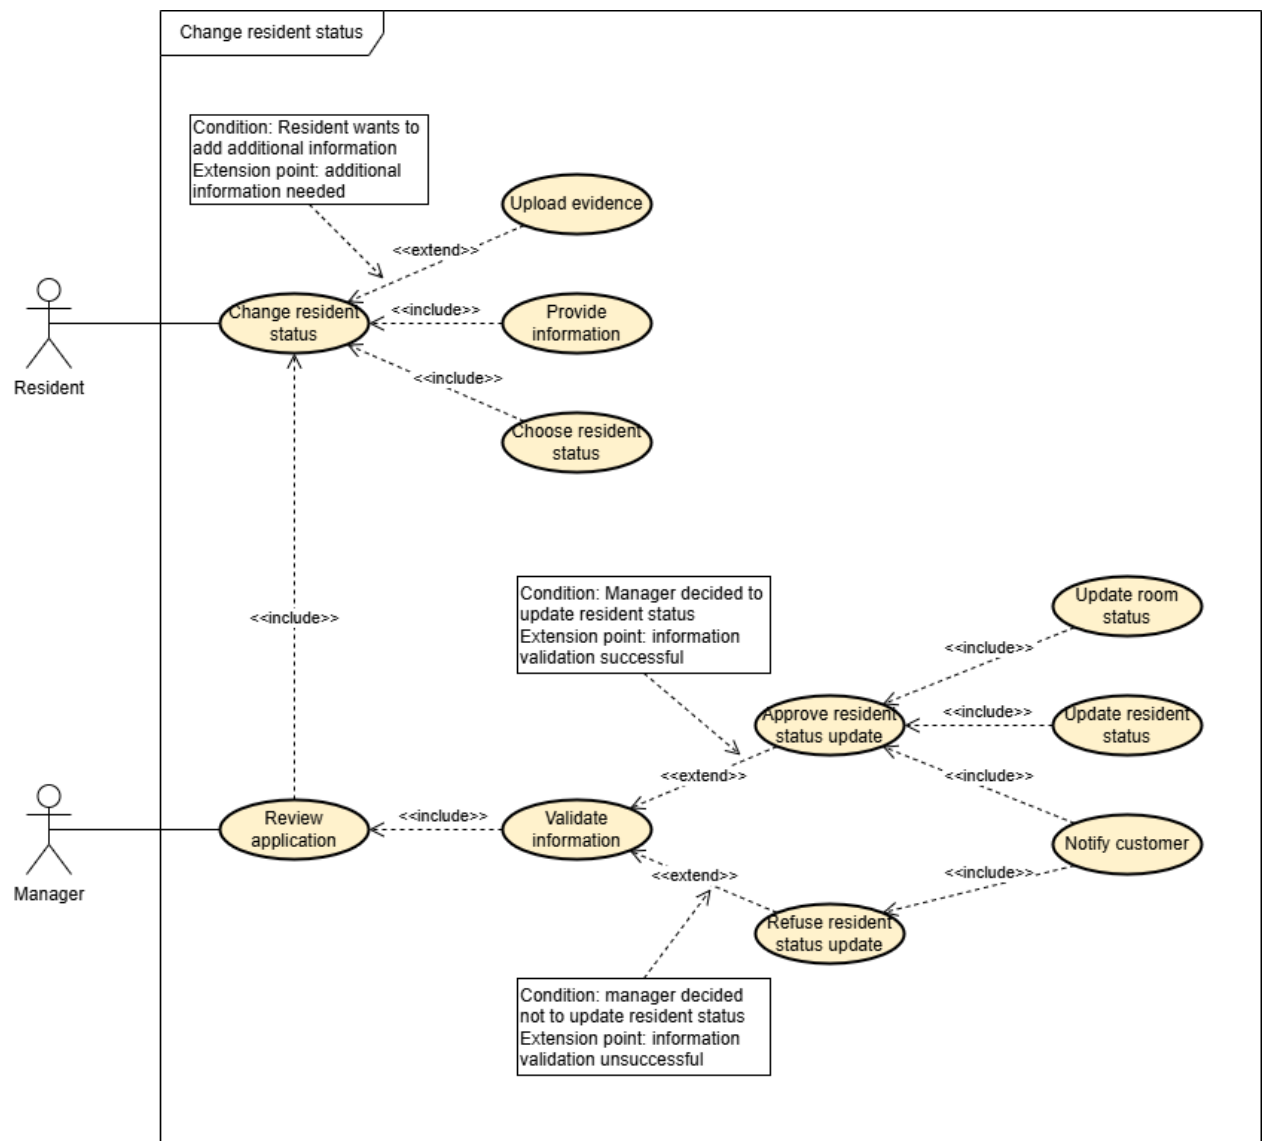 Change resident status
Condition: Resident wants to
add additional information
Extension point: additional
information needed
Upload evidence
<<extend>>
Change resident
status
<<include>>
Provide
information
Resident
<<include>>
Choose resident
status
<<include>>
Condition: Manager decided to
update resident status
Extension point: information
validation successful
Update room
status
<<include>>
Approve resident
status update
<<include>>
Update resident
status
<<extend>>
<<include>>
Review
application
<<include>>
Validate
information
Notify customer
Manager
<<extend>>
<<include>>
Refuse resident
status update
Condition: manager decided
not to update resident status
Extension point: information
validation unsuccessful